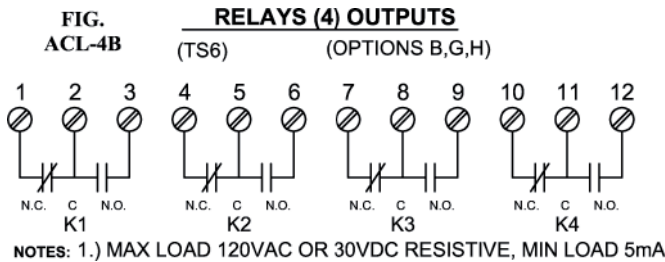 FIG. RELAYS (4) OUTPUTS
ACL-4B (TS6) (OPTIONS B,G,H)
1 2 3 4 5 6 7 8 9 10 11 12
N.C. C N.O. N.C. C N.O. N.C. C N.O. N.C. C N.O.
K1 K2 K3 K4
NOTES: 1.) MAX LOAD 120VAC OR 30VDC RESISTIVE, MIN LOAD 5mA